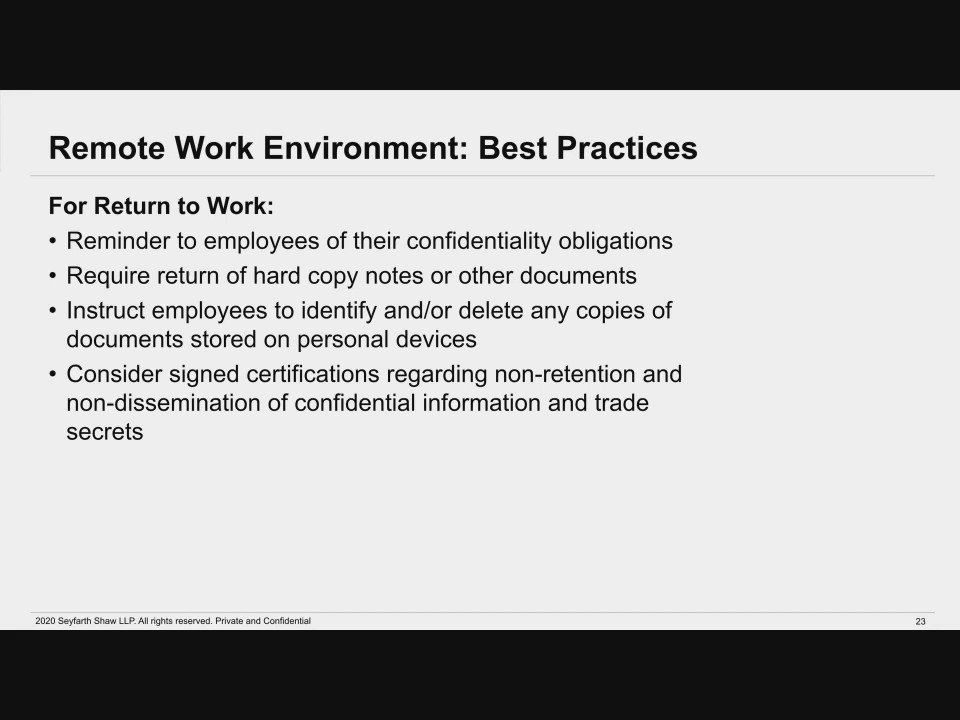 Remote Work Environment: Best Practices
For Return to Work:
• Reminder to employees of their confidentiality obligations
• Require return of hard copy notes or other documents
• Instruct employees to identify and/or delete any copies of
documents stored on personal devices
• Consider signed certifications regarding non-retention and
non-dissemination of confidential information and trade
secrets
2020 Seyfarth Shaw LLP. All rights reserved. Private and Confidential
23